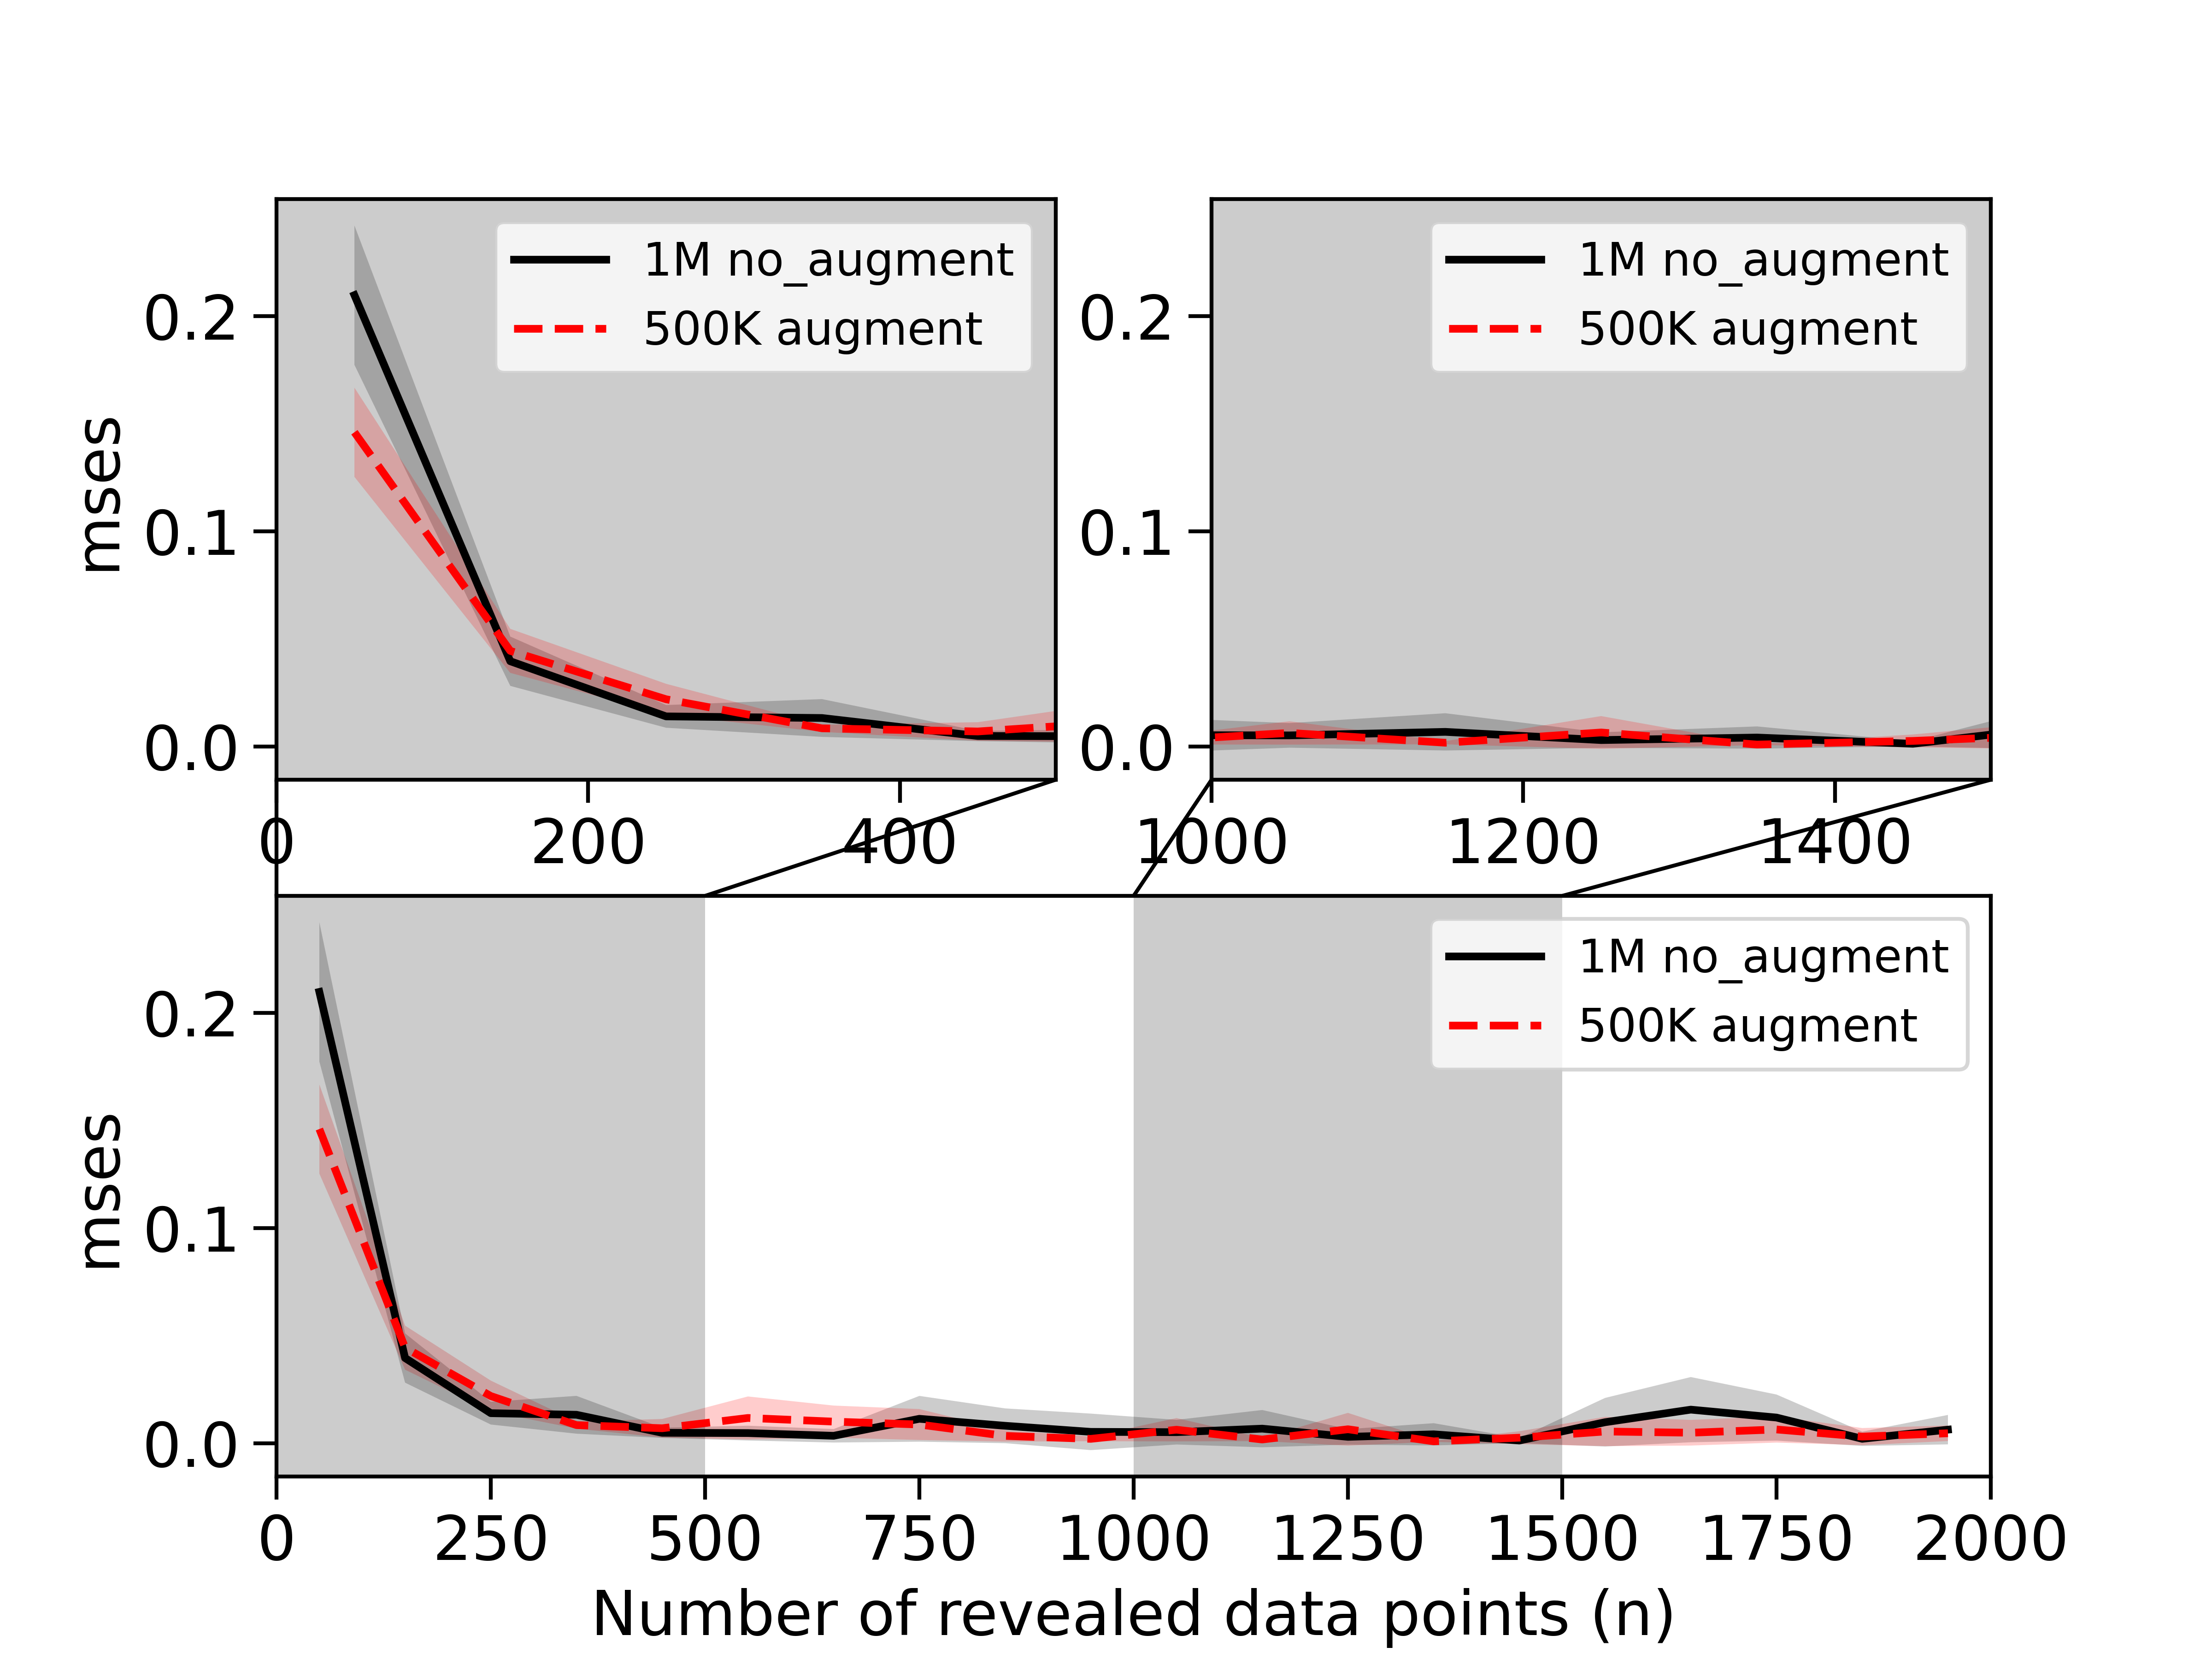 1M no_augment
500K augment
mses
0.2
0.1
0.0
0 200 400
1M no_augment
500K augment
0.2
0.1
0.0
1000 1200 1400
1M no_augment
500K augment
mses
0.2
0.1
0.0
0 250 500 750 1000 1250 1500 1750 2000
Number of revealed data points (n)